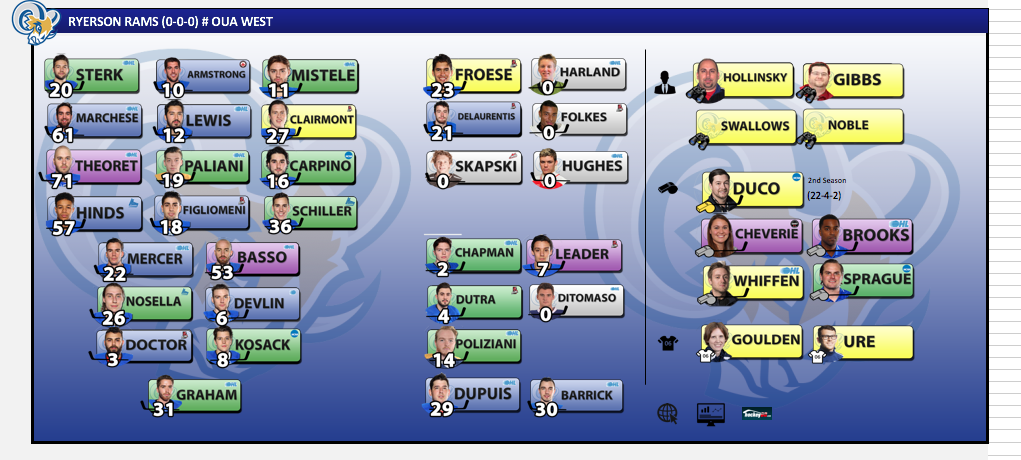 RYERSON RAMS (0-0-0) # OUA WEST
STERK 20
ARMSTRONG 10
MISTELE 11
MARCHESE 61
LEWIS 12
CLAIRMONT 27
THEORET 71
PALIANI 19
CARPINO 16
HINDS 57
FIGLIOMENI 18
SCHILLER 36
MERCER 22
BASSO 53
NOSELLA 26
DEVLIN 6
DOCTOR 3
KOSACK 8
GRAHAM 31
FROESE 23
HARLAND 0
DELAURENTIS 21
FOLKES 0
SKAPSKI 0
HUGHES 0
CHAPMAN 2
LEADER 7
DUTRA 4
DITOMASO 0
POLIZIANI 14
DUPUIS 29
BARRICK 30
HOLLINSKY
GIBBS
SWALLOWS
NOBLE
DUCO
2nd Season
(22-4-2)
CHEVERIE
BROOKS
WHIFFEN
SPRAGUE
GOULDEN
URE